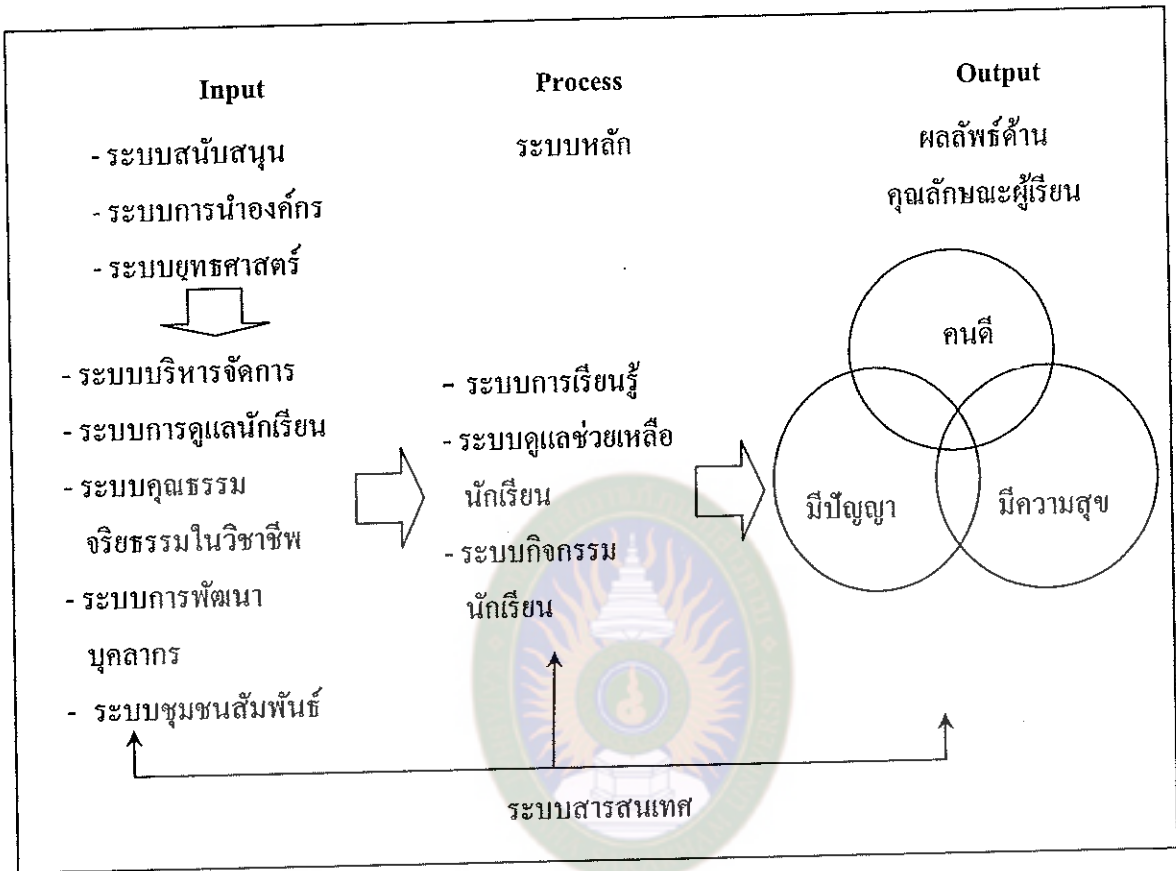 Input
- ระบบสนับสนุน
- ระบบการนำองค์กร
- ระบบยุทธศาสตร์
- ระบบบริหารจัดการ
- ระบบการดูแลนักเรียน
- ระบบคุณธรรม
จริยธรรมในวิชาชีพ
- ระบบการพัฒนา
บุคลากร
- ระบบชุมชนสัมพันธ์
Process
ระบบหลัก
- ระบบการเรียนรู้
- ระบบดูแลช่วยเหลือ
นักเรียน
- ระบบกิจกรรม
นักเรียน
Output
ผลลัพธ์ด้าน
คุณลักษณะผู้เรียน
คนดี
มีปัญญา
มีความสุข
ระบบสารสนเทศ